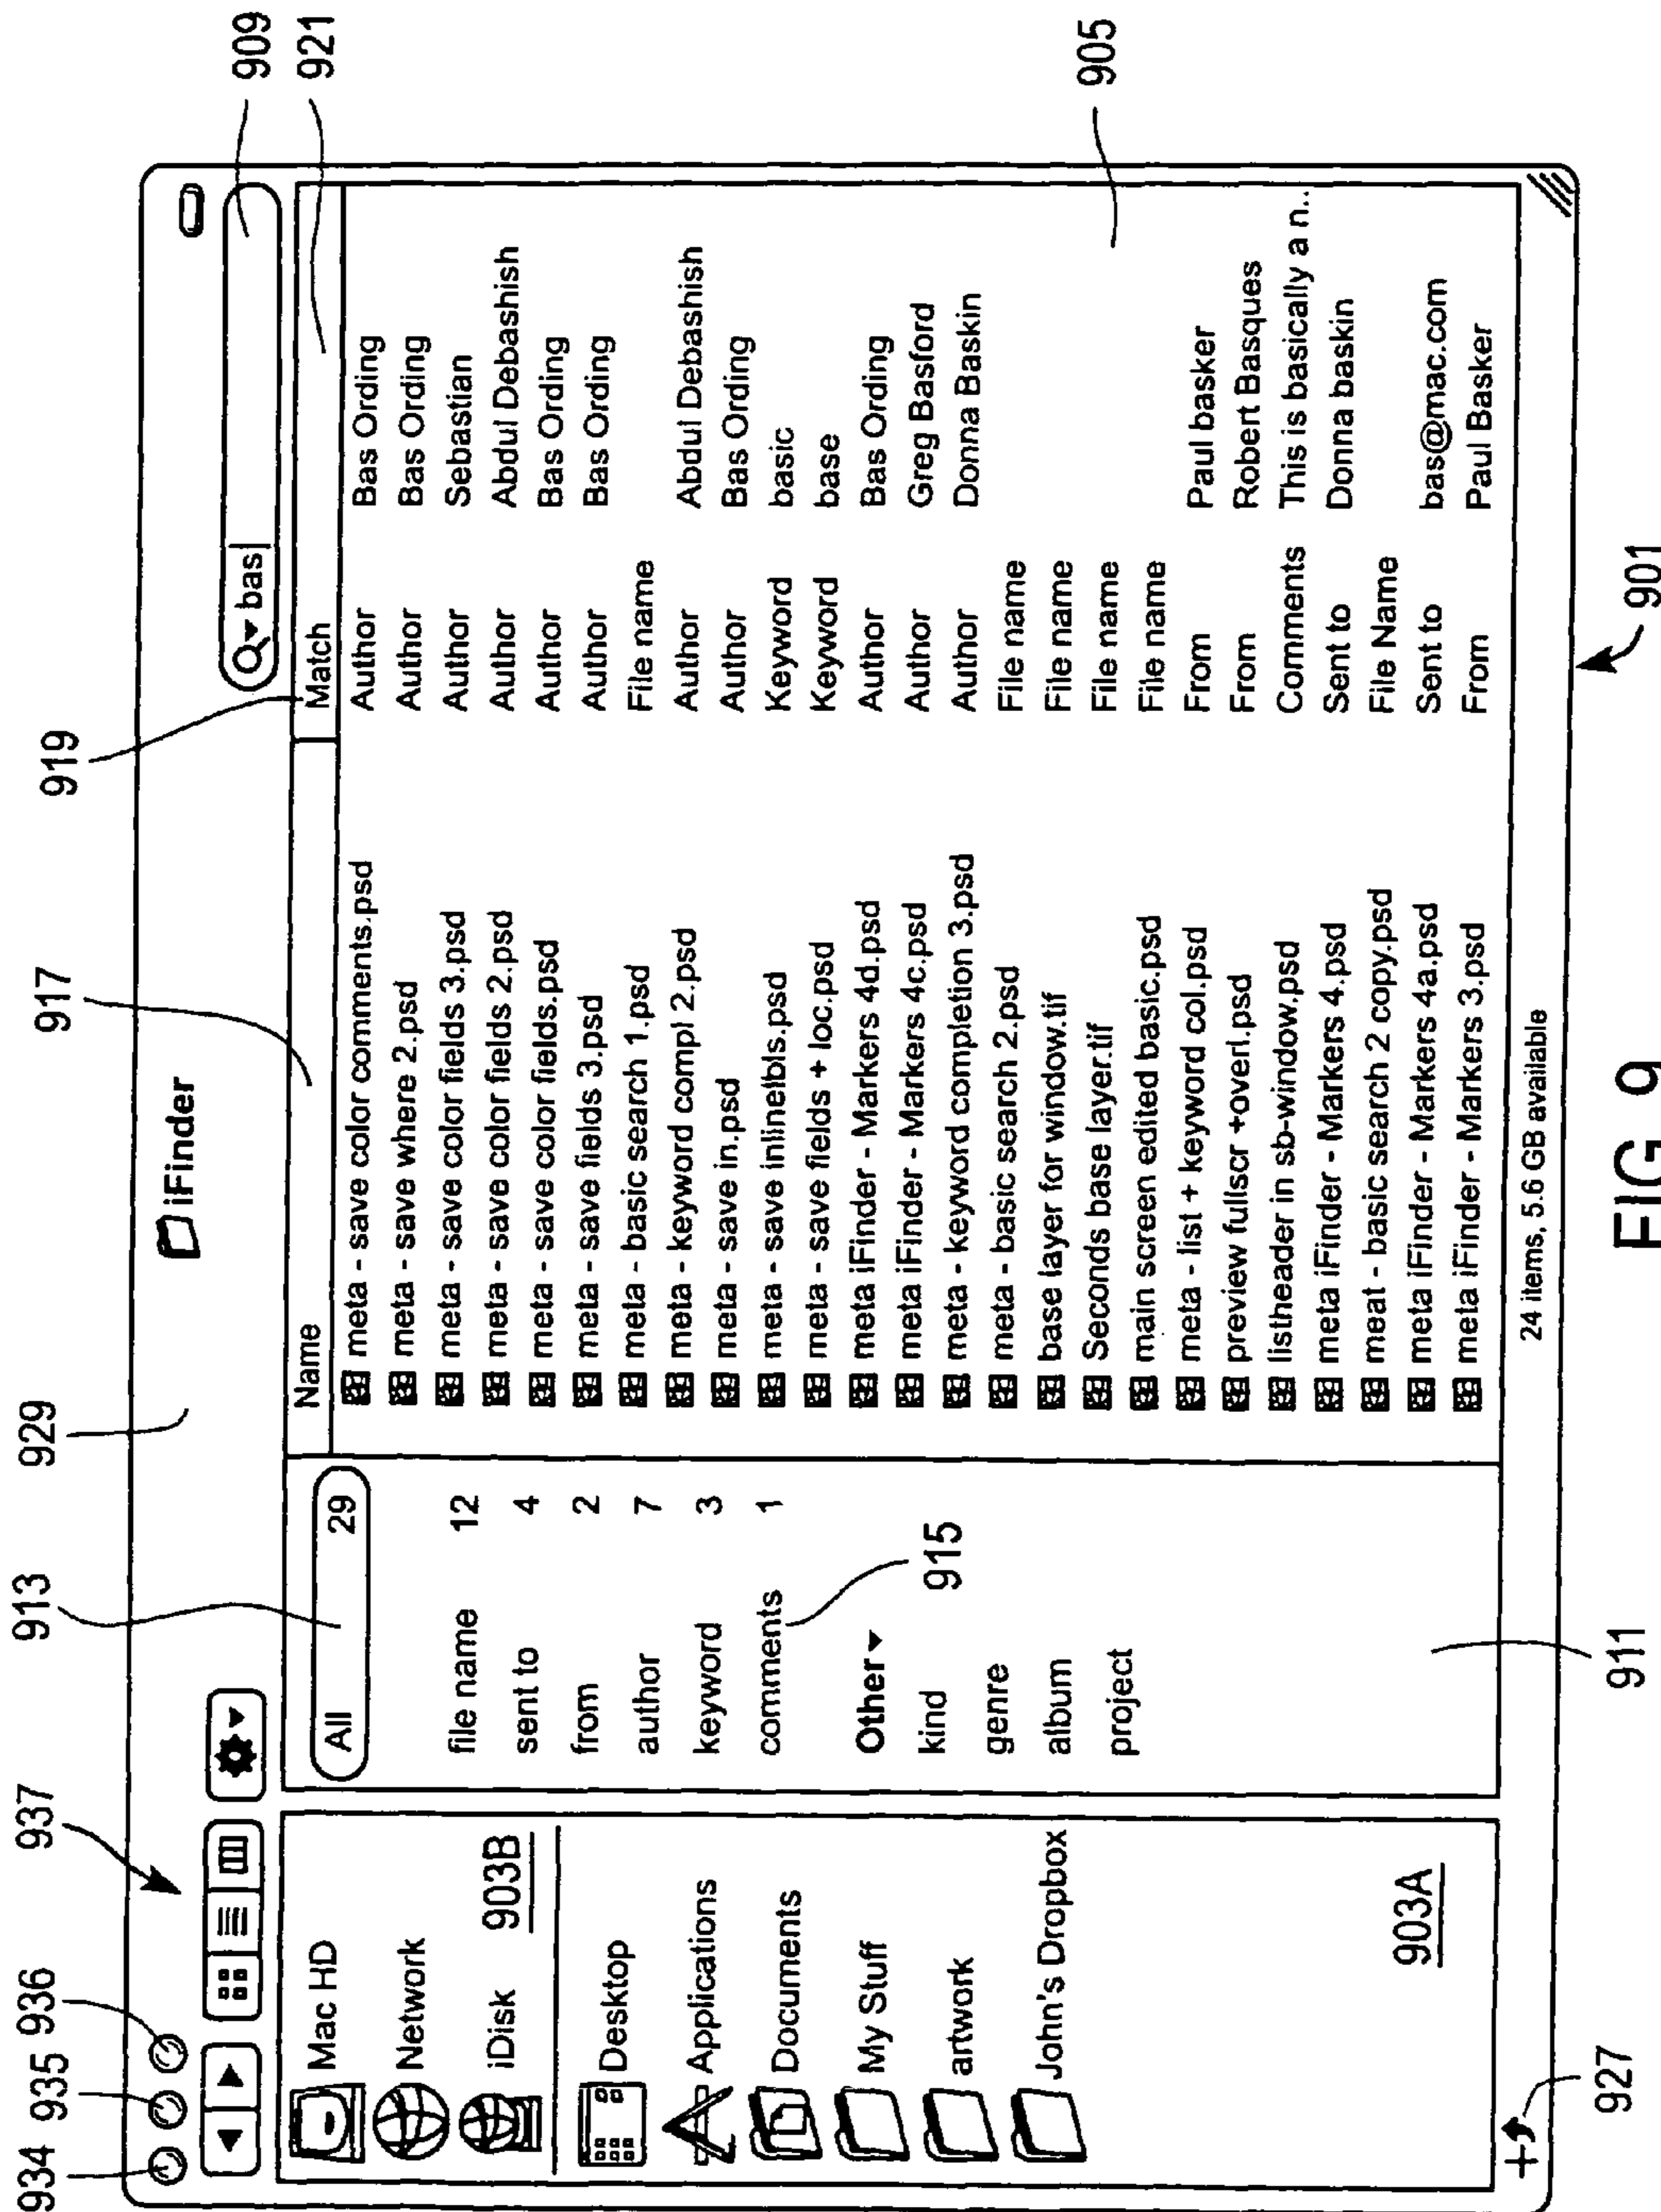 934 935 936
937
913
929
917
919
909
921
iFinder
bas
Mac HD
Network
iDisk
903B
Desktop
Applications
Documents
My Stuff
artwork
John's Dropbox
903A
All 29
file name 12
sent to 4
from 2
author 7
keyword 3
comments 1
915
Other
kind
genre
album
project
Name Match
meta - save color comments.psd Author Bas Ording
meta - save where 2.psd Author Bas Ording
meta - save color fields 3.psd Author Sebastian
meta - save color fields 2.psd Author Abdul Debashish
meta - save color fields.psd Author Bas Ording
meta - save fields 3.psd Author Bas Ording
meta - basic search 1.psd File name
meta - keyword compl 2.psd Author Abdul Debashish
meta - save in.psd Author Bas Ording
meta - save inlinelbls.psd Keyword basic
meta - save fields + loc.psd Keyword base
meta iFinder - Markers 4d.psd Author Bas Ording
meta iFinder - Markers 4c.psd Author Greg Basford
meta - keyword completion 3.psd Author Donna Baskin
meta - basic search 2.psd File name
base layer for window.tif File name
Seconds base layer.tif File name
main screen edited basic.psd File name
meta - list + keyword col.psd From Paul basker
preview fullscr +overl.psd From Robert Basques
listheader in sb-window.psd Comments This is basically a n..
meta iFinder - Markers 4.psd Sent to Donna baskin
meat - basic search 2 copy.psd File Name
meta iFinder - Markers 4a.psd Sent to bas@mac.com
meta iFinder - Markers 3.psd From Paul Basker
905
24 items, 5.6 GB available
927
911
901
FIG. 9